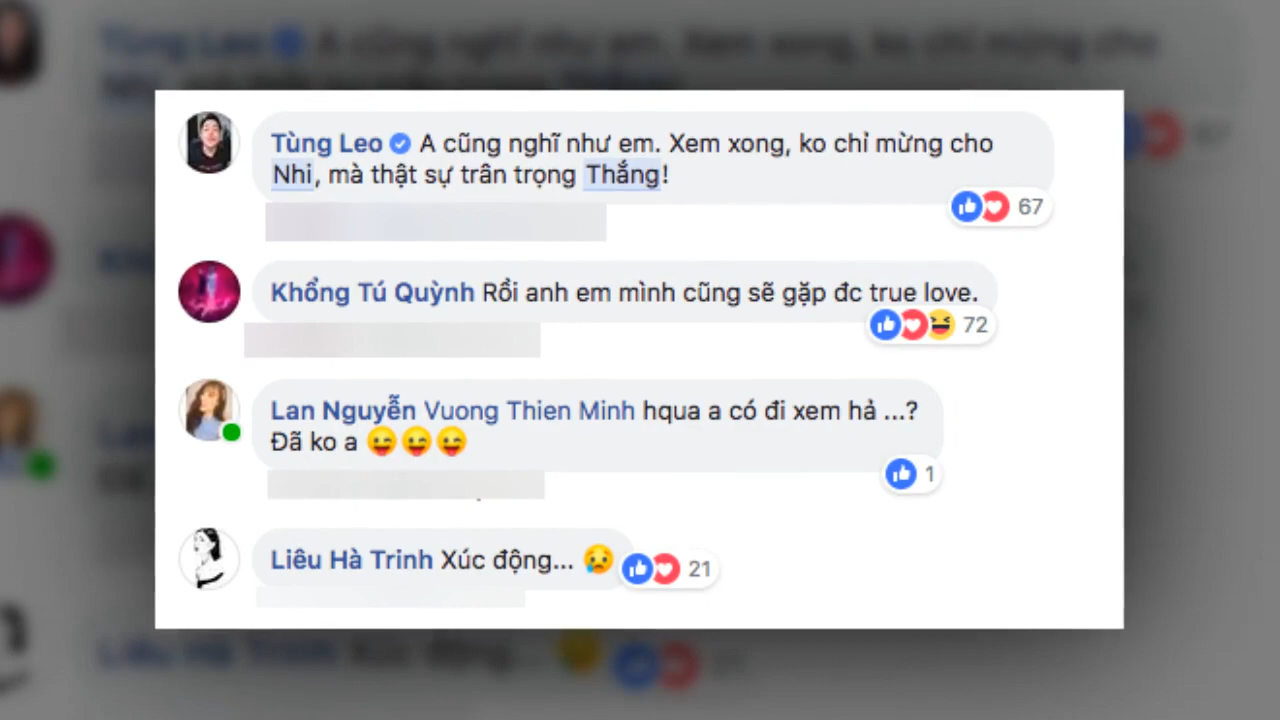 Tùng Leo A cũng nghĩ như em. Xem xong, ko chỉ mừng cho
Nhi, mà thật sự trân trọng Thắng!
67
Khổng Tú Quỳnh Rồi anh em mình cũng sẽ gặp đc true love.
72
Lan Nguyễn Vuong Thien Minh hqua a có đi xem hả ...?
Đã ko a 😜😜😜
1
Liêu Hà Trinh Xúc động... 😢
21